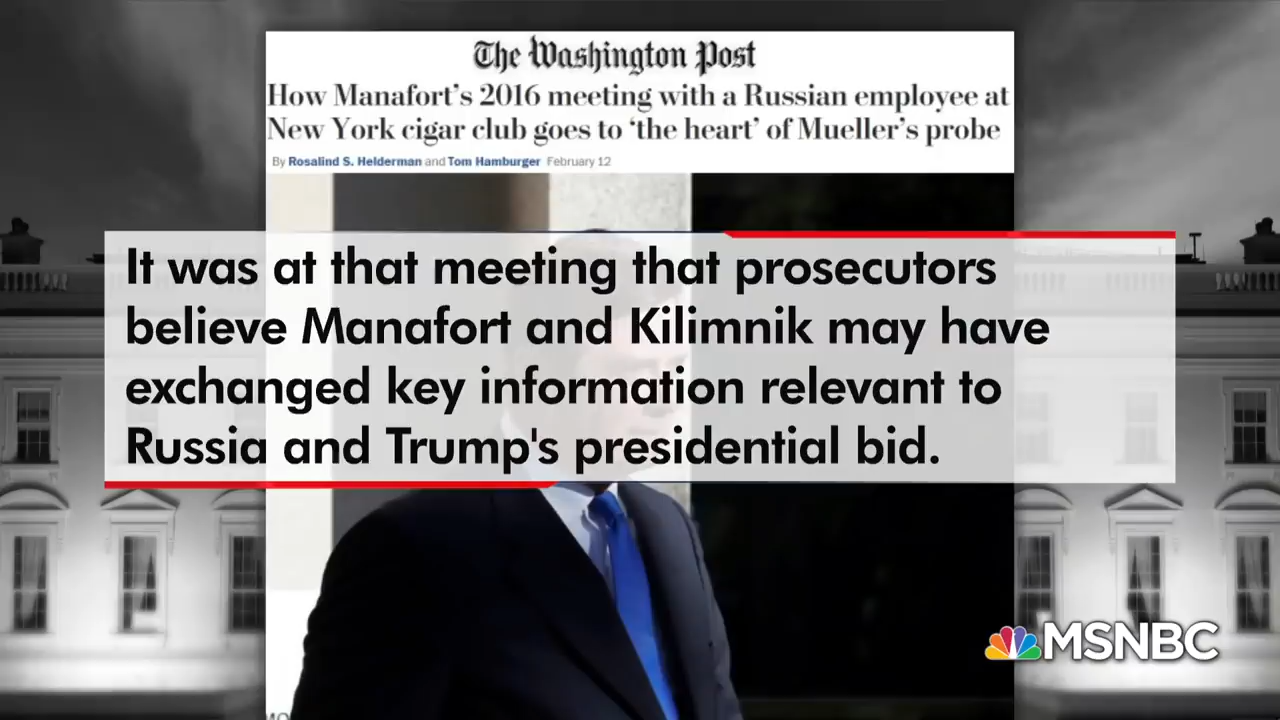 The Washington Post
How Manafort's 2016 meeting with a Russian employee at
New York cigar club goes to 'the heart' of Mueller's probe
By Rosalind S. Helderman and Tom Hamburger February 12
It was at that meeting that prosecutors
believe Manafort and Kilimnik may have
exchanged key information relevant to
Russia and Trump's presidential bid.
MSNBC